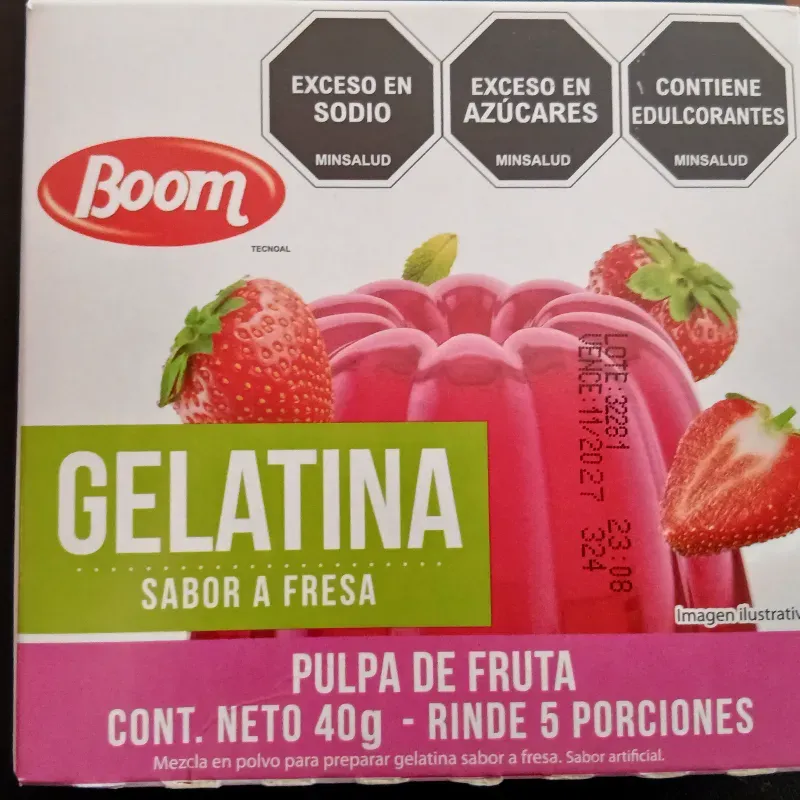 EXCESO EN
SODIO
MINSALUD
EXCESO EN
AZÚCARES
MINSALUD
CONTIENE
EDULCORANTES
MINSALUD
Boom
TECNOAL
LOTE:32281 23:08
VENCE:11/2027 324
GELATINA
SABOR A FRESA
Imagen ilustrativ
PULPA DE FRUTA
CONT. NETO 40g - RINDE 5 PORCIONES
Mezcla en polvo para preparar gelatina sabor a fresa. Sabor artificial.